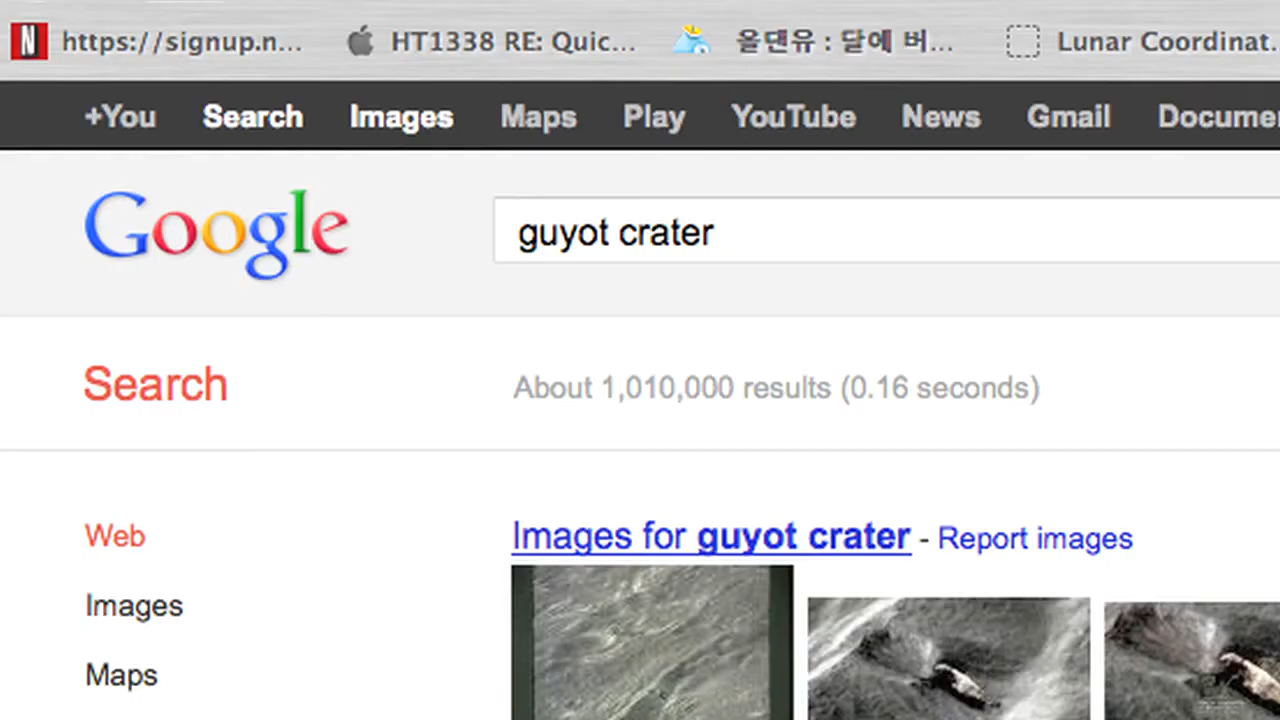 N https://signup.n... HT1338 RE: Quic... 올댄유 : 달에 버... Lunar Coordinat.
+You Search Images Maps Play YouTube News Gmail Docume
Google guyot crater
Search About 1,010,000 results (0.16 seconds)
Web
Images for guyot crater - Report images
Images
Maps